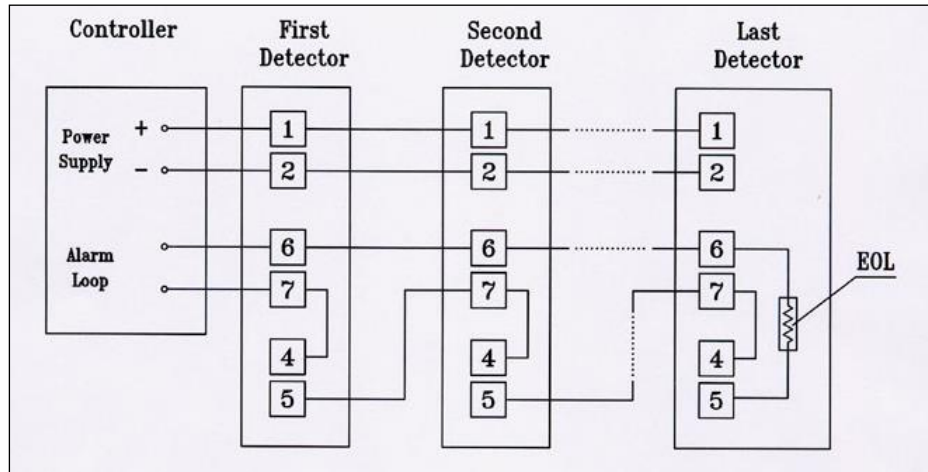 Controller
First
Detector
Second
Detector
Last
Detector
Power
Supply
+
-
Alarm
Loop
1
2
6
7
4
5
1
2
6
7
4
5
1
2
6
7
4
5
EOL